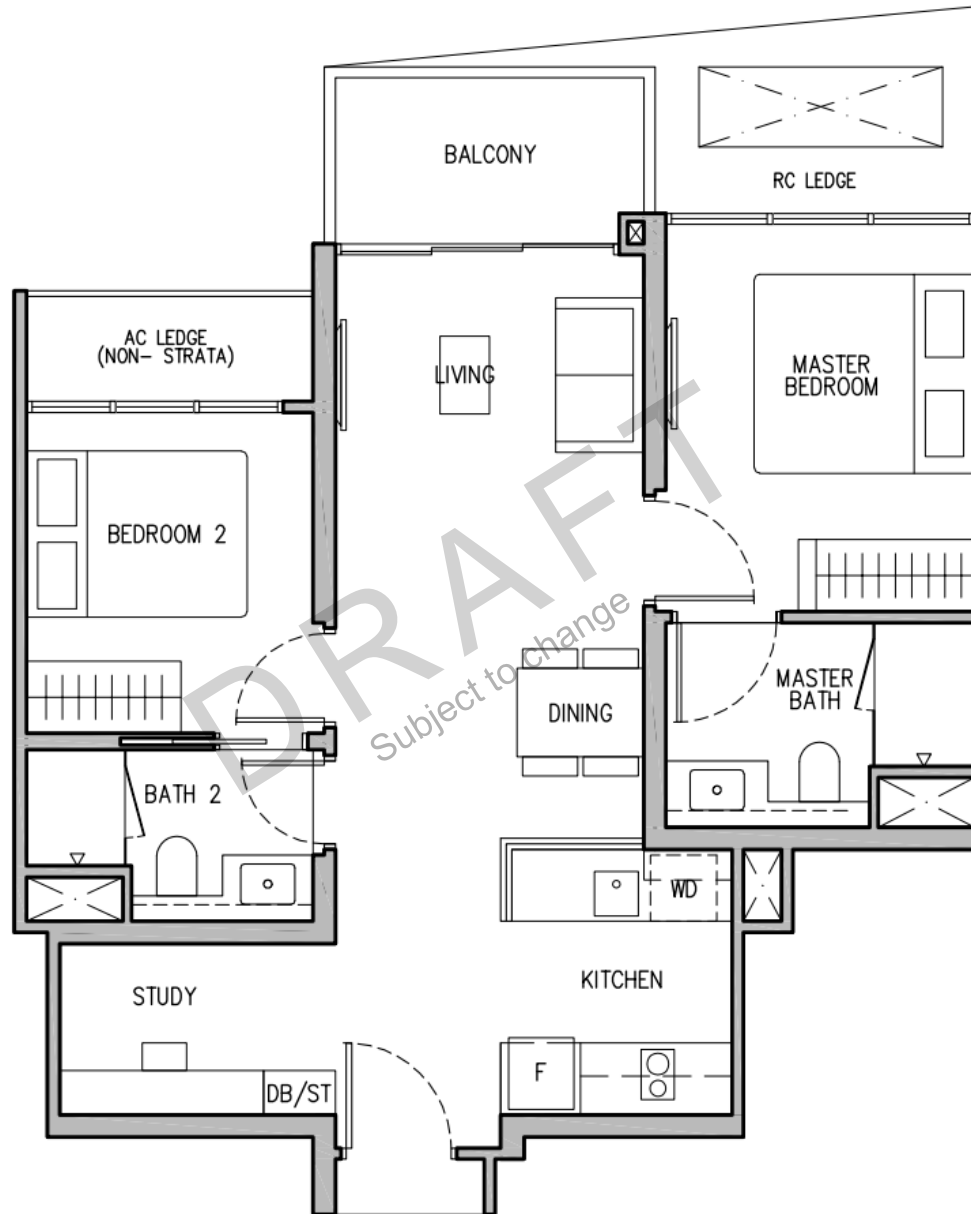 BALCONY
RC LEDGE
AC LEDGE
(NON- STRATA)
LIVING
MASTER
BEDROOM
BEDROOM 2
DINING
MASTER
BATH
BATH 2
WD
STUDY
KITCHEN
DB/ST
F
DRAFT
Subject to change